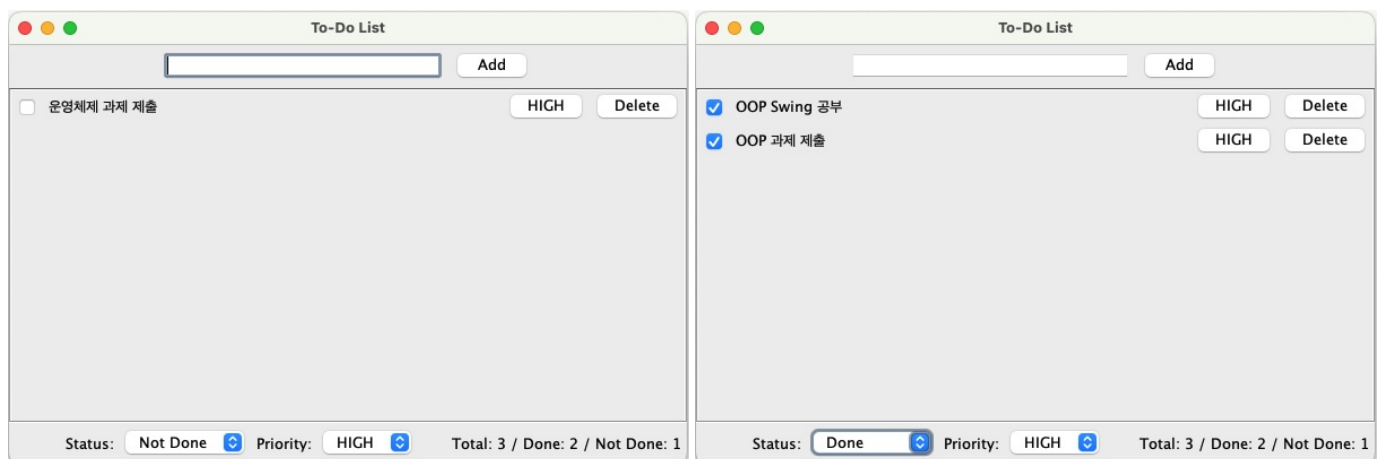 To-Do List
Add
운영체제 과제 제출 HIGH Delete
Status: Not Done Priority: HIGH Total: 3 / Done: 2 / Not Done: 1
To-Do List
Add
OOP Swing 공부 HIGH Delete
OOP 과제 제출 HIGH Delete
Status: Done Priority: HIGH Total: 3 / Done: 2 / Not Done: 1